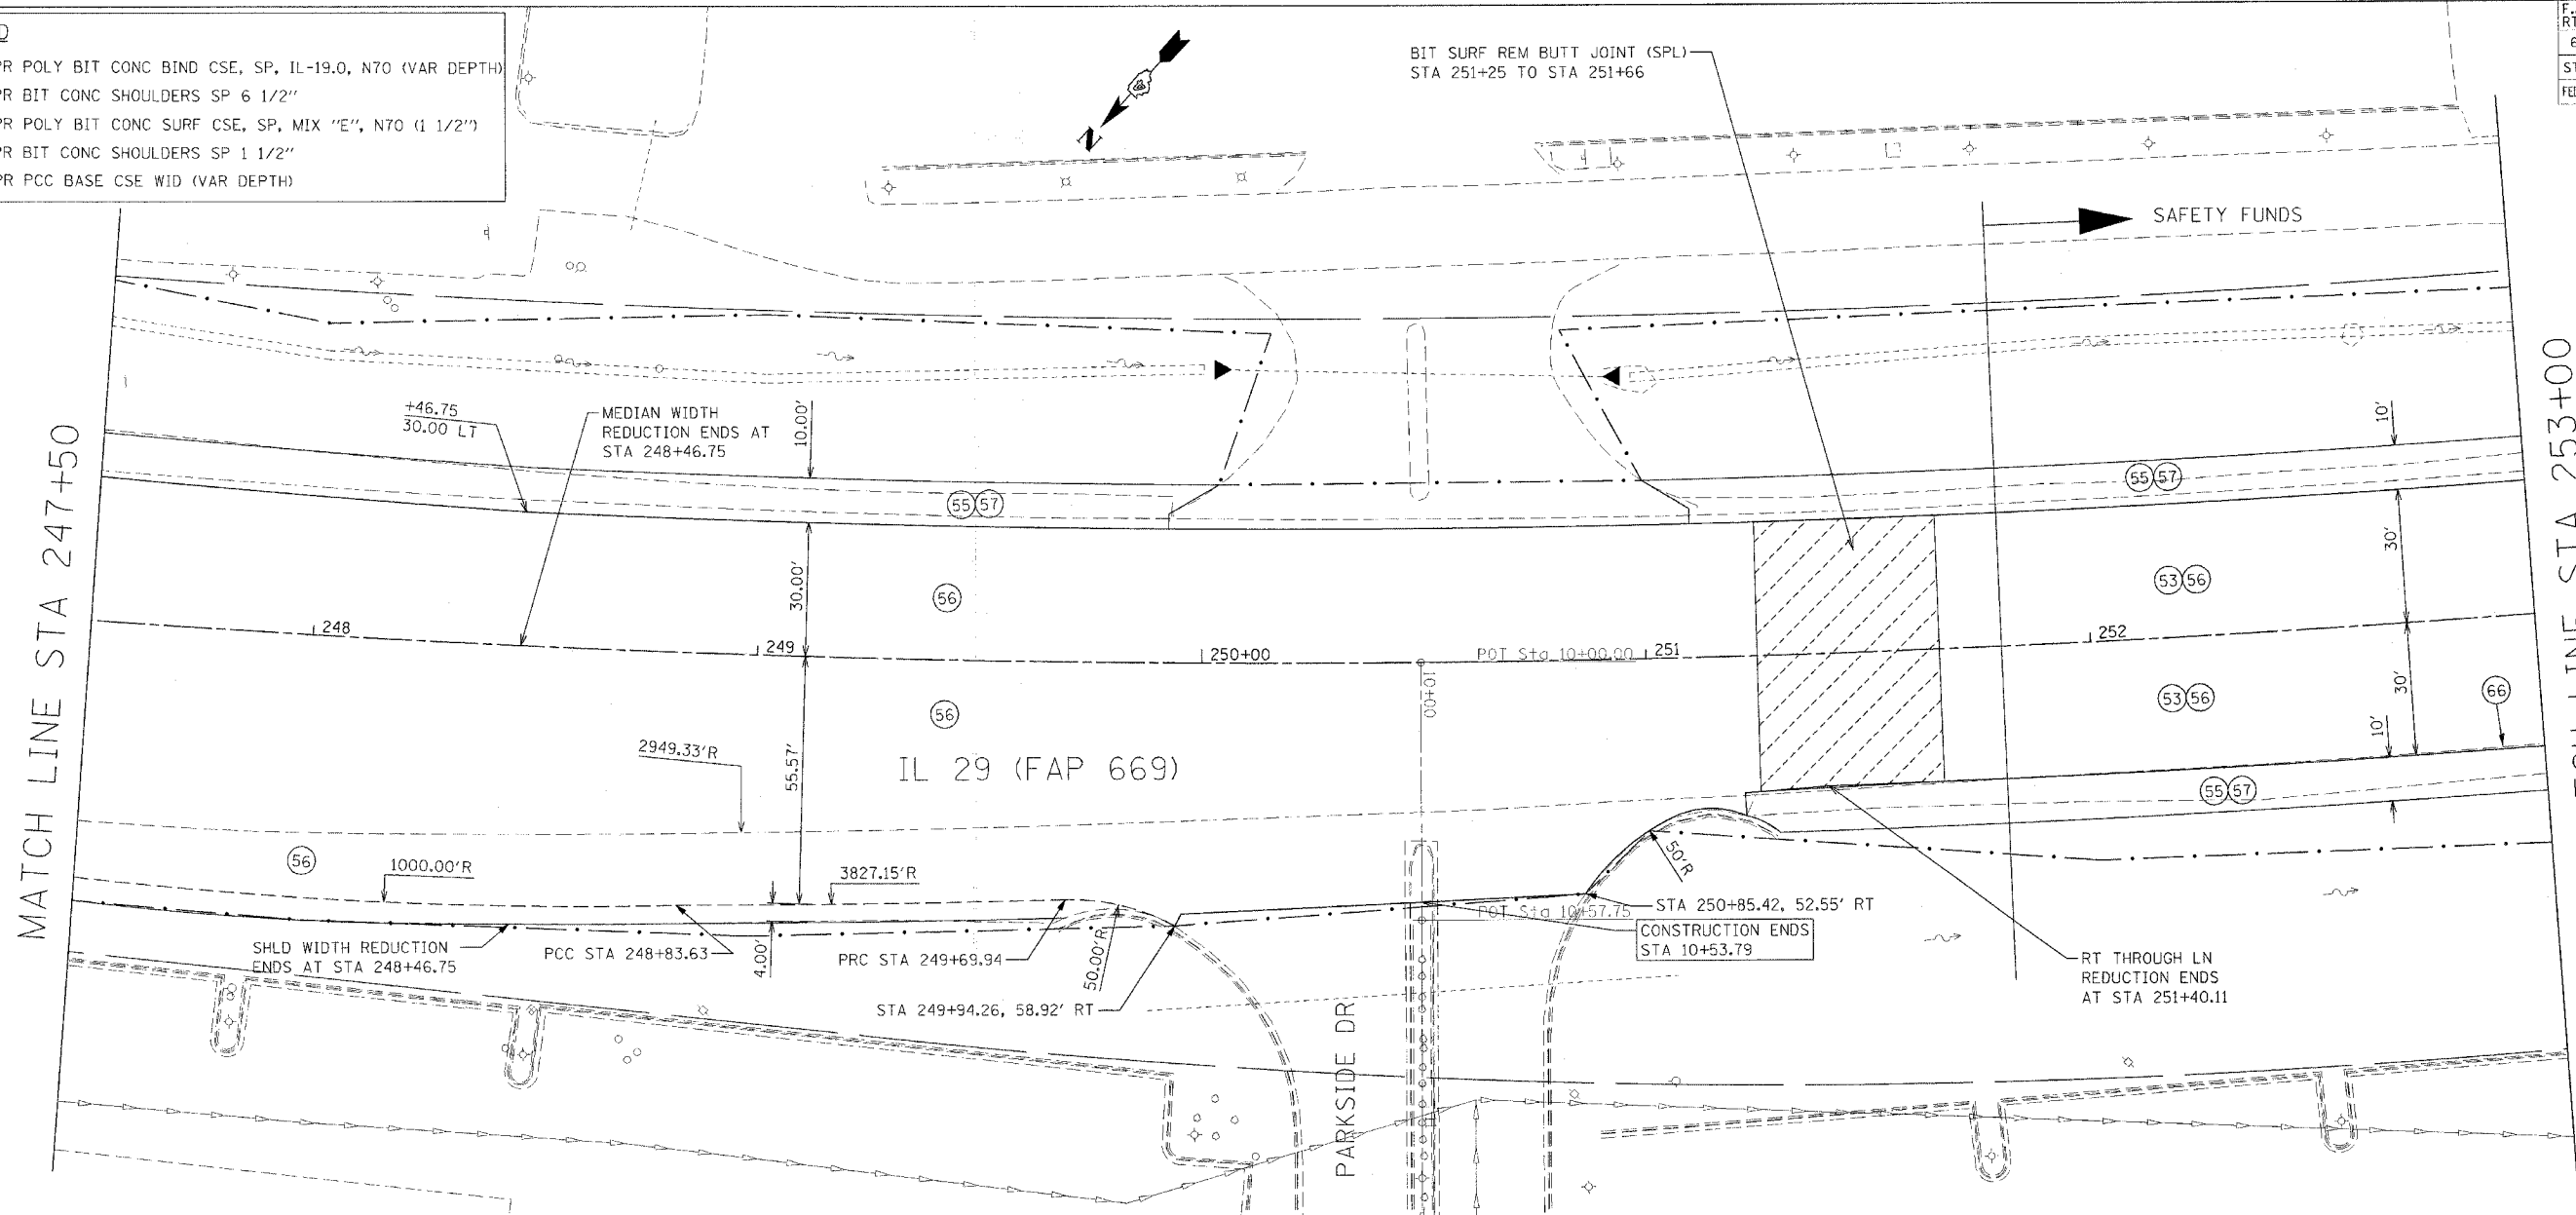 PR POLY BIT CONC BIND CSE, SP, IL-19.0, N70 (VAR DEPTH)
PR BIT CONC SHOULDERS SP 6 1/2"
PR POLY BIT CONC SURF CSE, SP, MIX "E", N70 (1 1/2")
PR BIT CONC SHOULDERS SP 1 1/2"
PR PCC BASE CSE WID (VAR DEPTH)
N
BIT SURF REM BUTT JOINT (SPL)
STA 251+25 TO STA 251+66
SAFETY FUNDS
MATCH LINE STA 247+50
+46.75
30.00 LT
MEDIAN WIDTH
REDUCTION ENDS AT
STA 248+46.75
10.00'
55 57
55 57
10'
30.00'
56
53 56
30'
248
249
250+00
POT Sta 10+00.00
251
252
10+00
56
53 56
30'
66
10'
2949.33'R
55.57'
IL 29 (FAP 669)
55 57
56
1000.00'R
3827.15'R
50'R
SHLD WIDTH REDUCTION
ENDS AT STA 248+46.75
PCC STA 248+83.63
4.00'
PRC STA 249+69.94
50.00'R
STA 249+94.26, 58.92' RT
POT Sta 10+57.75
STA 250+85.42, 52.55' RT
CONSTRUCTION ENDS
STA 10+53.79
RT THROUGH LN
REDUCTION ENDS
AT STA 251+40.11
PARKSIDE DR
LINE STA 253+00